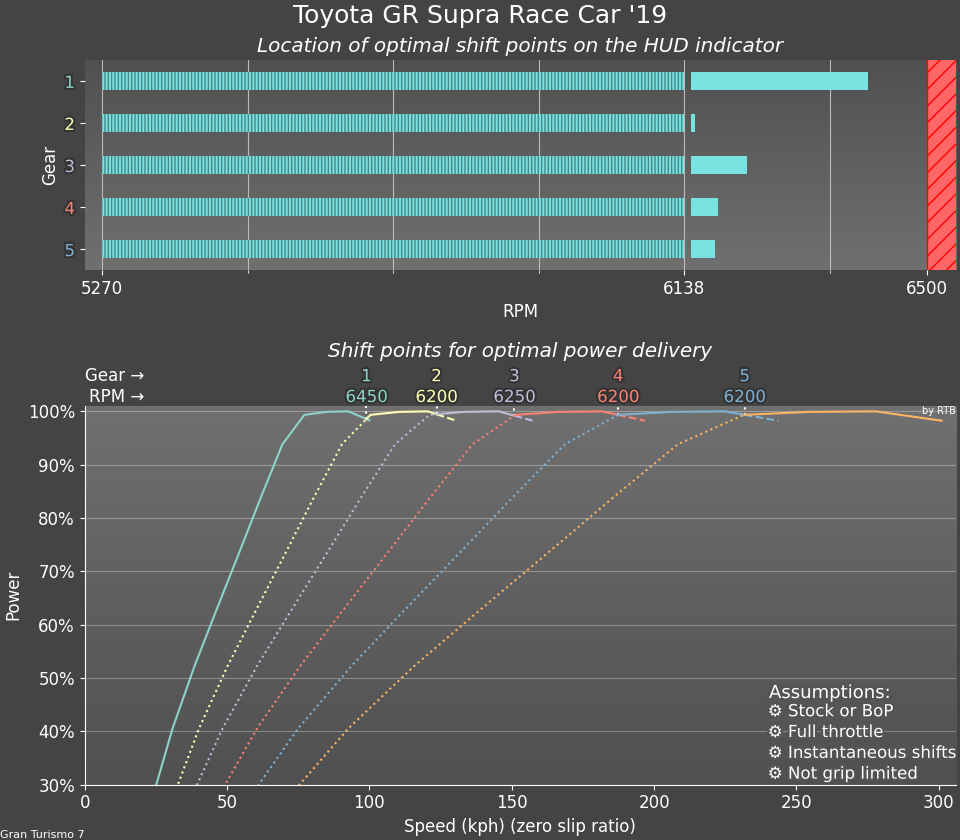 Toyota GR Supra Race Car '19
Location of optimal shift points on the HUD indicator
Gear
1
2
3
4
5
5270 6138 6500
RPM
Shift points for optimal power delivery
Gear → 1 2 3 4 5
RPM → 6450 6200 6250 6200 6200
by RTB
Power
100%
90%
80%
70%
60%
50%
40%
30%
Assumptions:
⚙ Stock or BoP
⚙ Full throttle
⚙ Instantaneous shifts
⚙ Not grip limited
0 50 100 150 200 250 300
Speed (kph) (zero slip ratio)
Gran Turismo 7